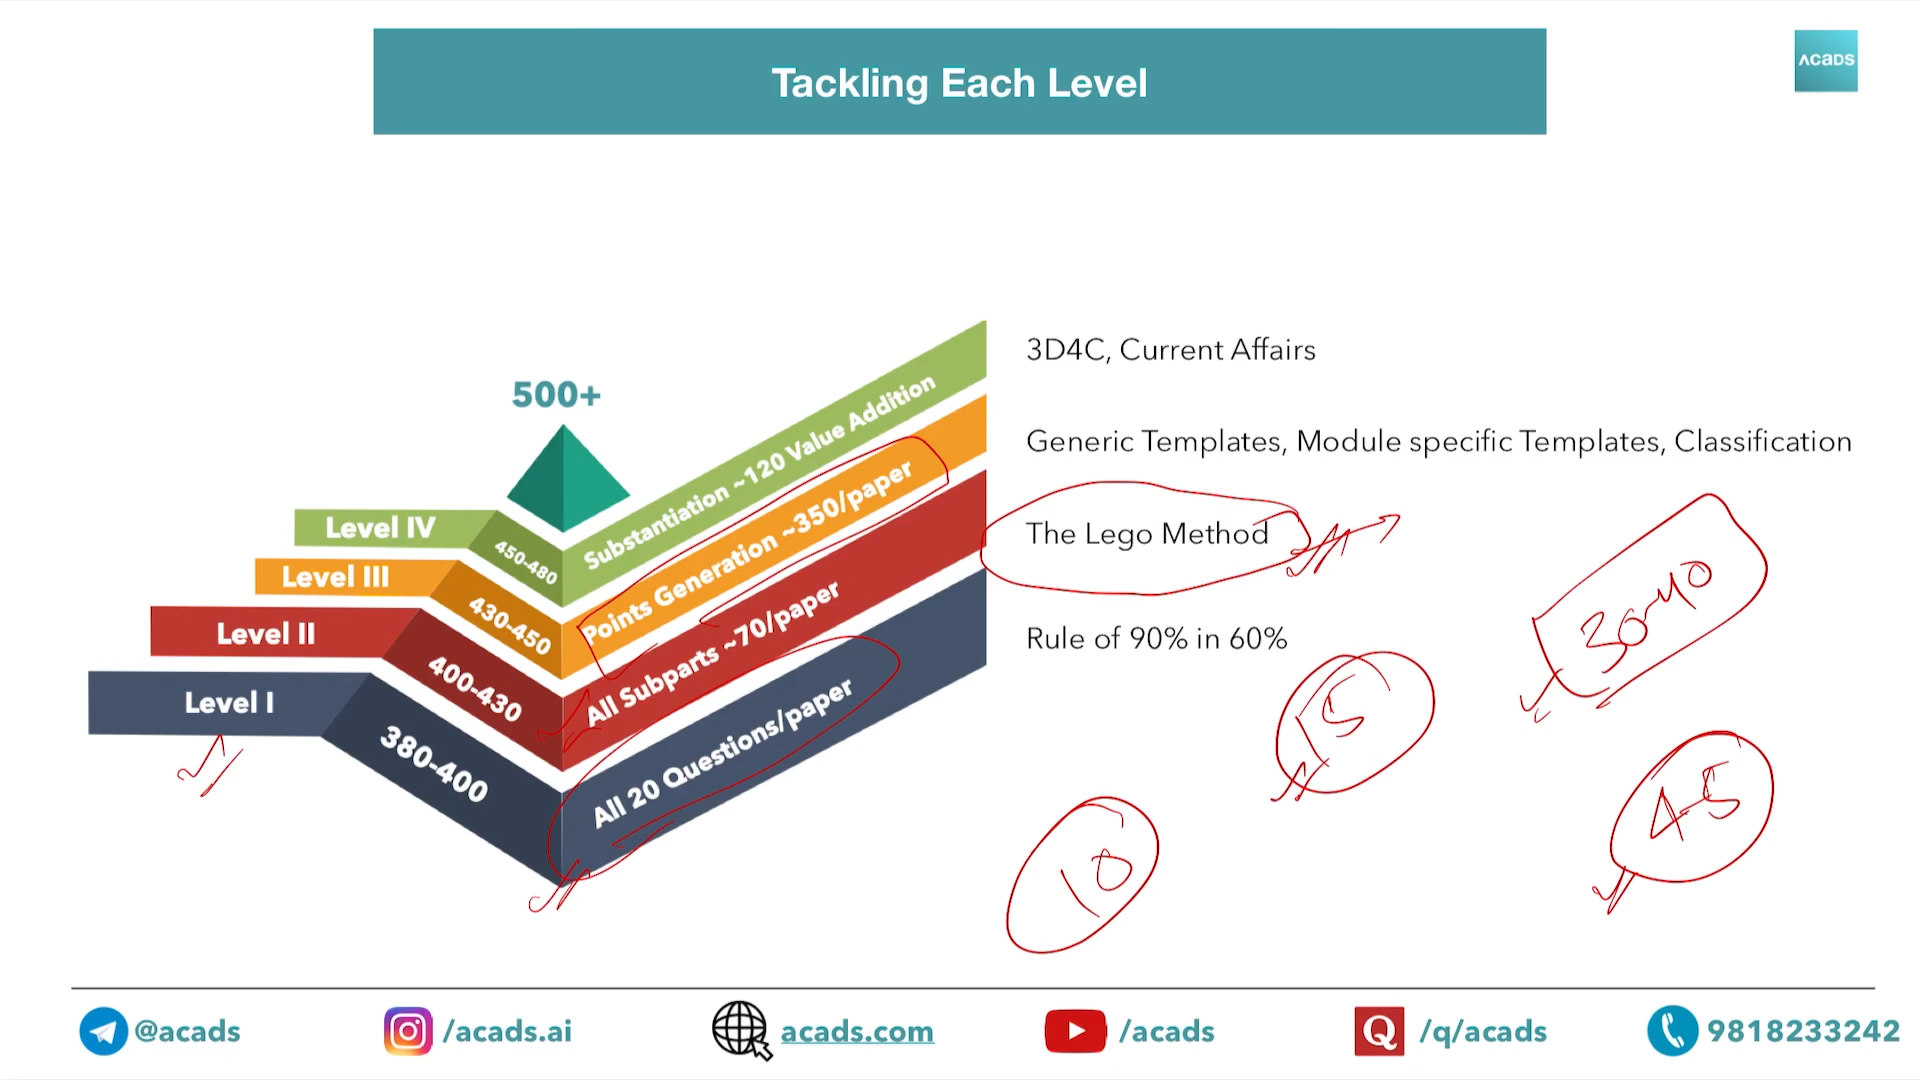 Tackling Each Level
ACADS
500+
3D4C, Current Affairs
Substantiation ~120 Value Addition
Generic Templates, Module specific Templates, Classification
Points Generation ~350/paper
The Lego Method
All Subparts ~70/paper
Rule of 90% in 60%
All 20 Questions/paper
Level IV
450-480
Level III
430-450
Level II
400-430
Level I
380-400
30-40
15
4-5
10
@acads
/acads.ai
acads.com
/acads
/q/acads
9818233242